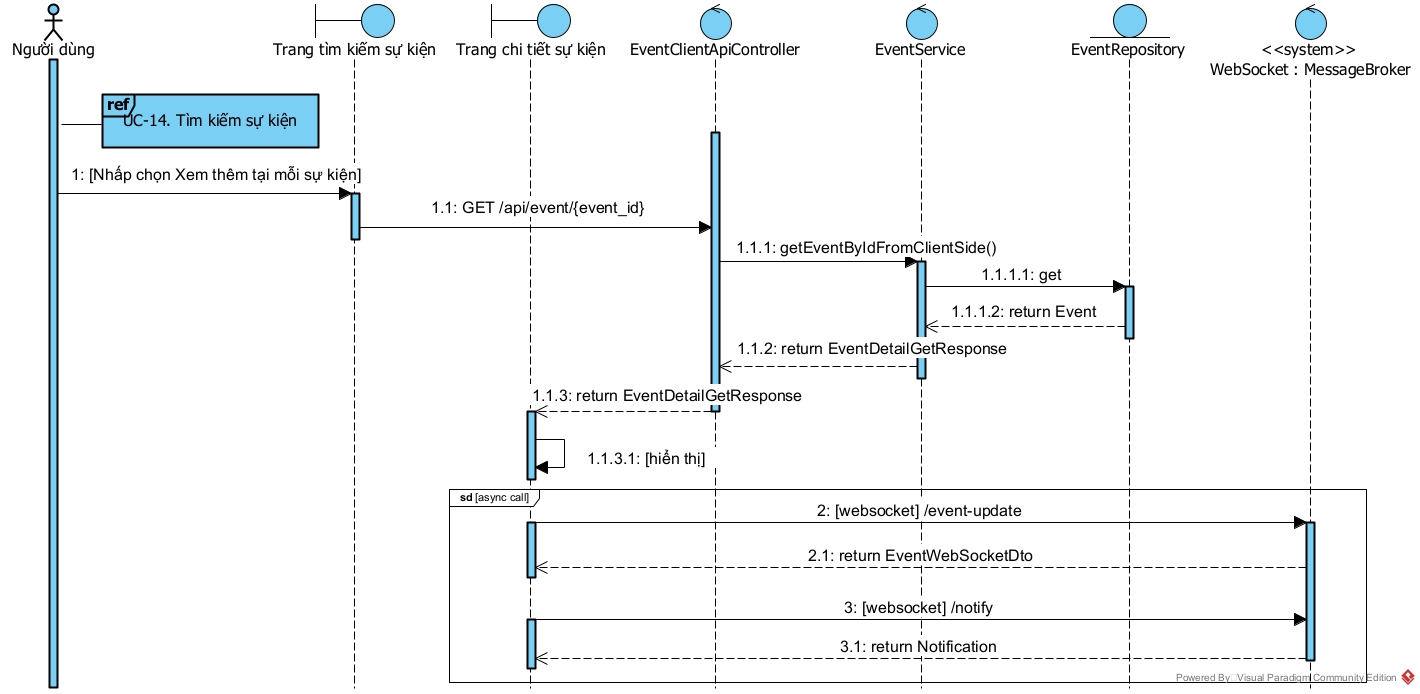 Người dùng
Trang tìm kiếm sự kiện
Trang chi tiết sự kiện
EventClientApiController
EventService
EventRepository
<<system>>
WebSocket : MessageBroker
ref
UC-14. Tìm kiếm sự kiện
1: [Nhấp chọn Xem thêm tại mỗi sự kiện]
1.1: GET /api/event/{event_id}
1.1.1: getEventByIdFromClientSide()
1.1.1.1: get
1.1.1.2: return Event
1.1.2: return EventDetailGetResponse
1.1.3: return EventDetailGetResponse
1.1.3.1: [hiển thị]
sd [async call]
2: [websocket] /event-update
2.1: return EventWebSocketDto
3: [websocket] /notify
3.1: return Notification
Powered By Visual Paradigm Community Edition